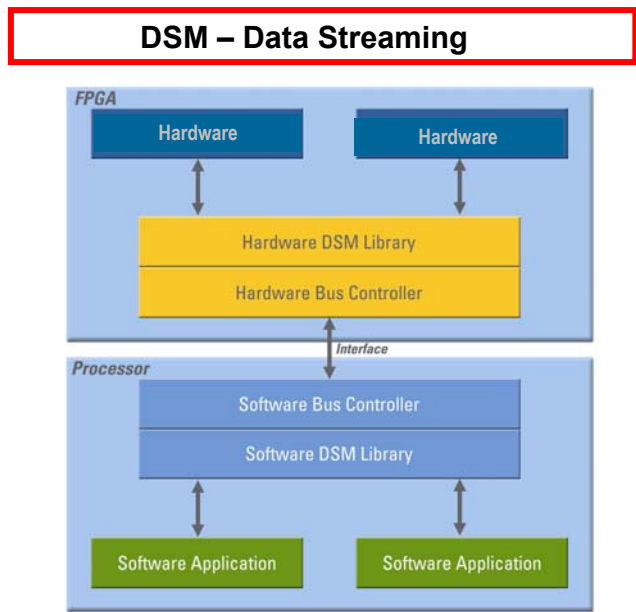 DSM – Data Streaming
FPGA
Hardware Hardware
Hardware DSM Library
Hardware Bus Controller
Interface
Processor
Software Bus Controller
Software DSM Library
Software Application Software Application